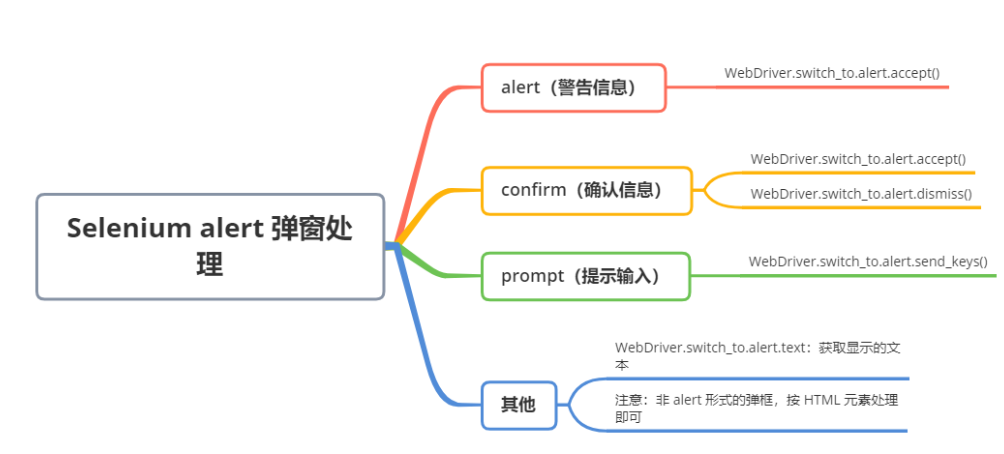 Selenium alert 弹窗处
理
alert（警告信息）
WebDriver.switch_to.alert.accept()
confirm（确认信息）
WebDriver.switch_to.alert.accept()
WebDriver.switch_to.alert.dismiss()
prompt（提示输入）
WebDriver.switch_to.alert.send_keys()
其他
WebDriver.switch_to.alert.text：获取显示的文
本
注意：非 alert 形式的弹框，按 HTML 元素处理
即可